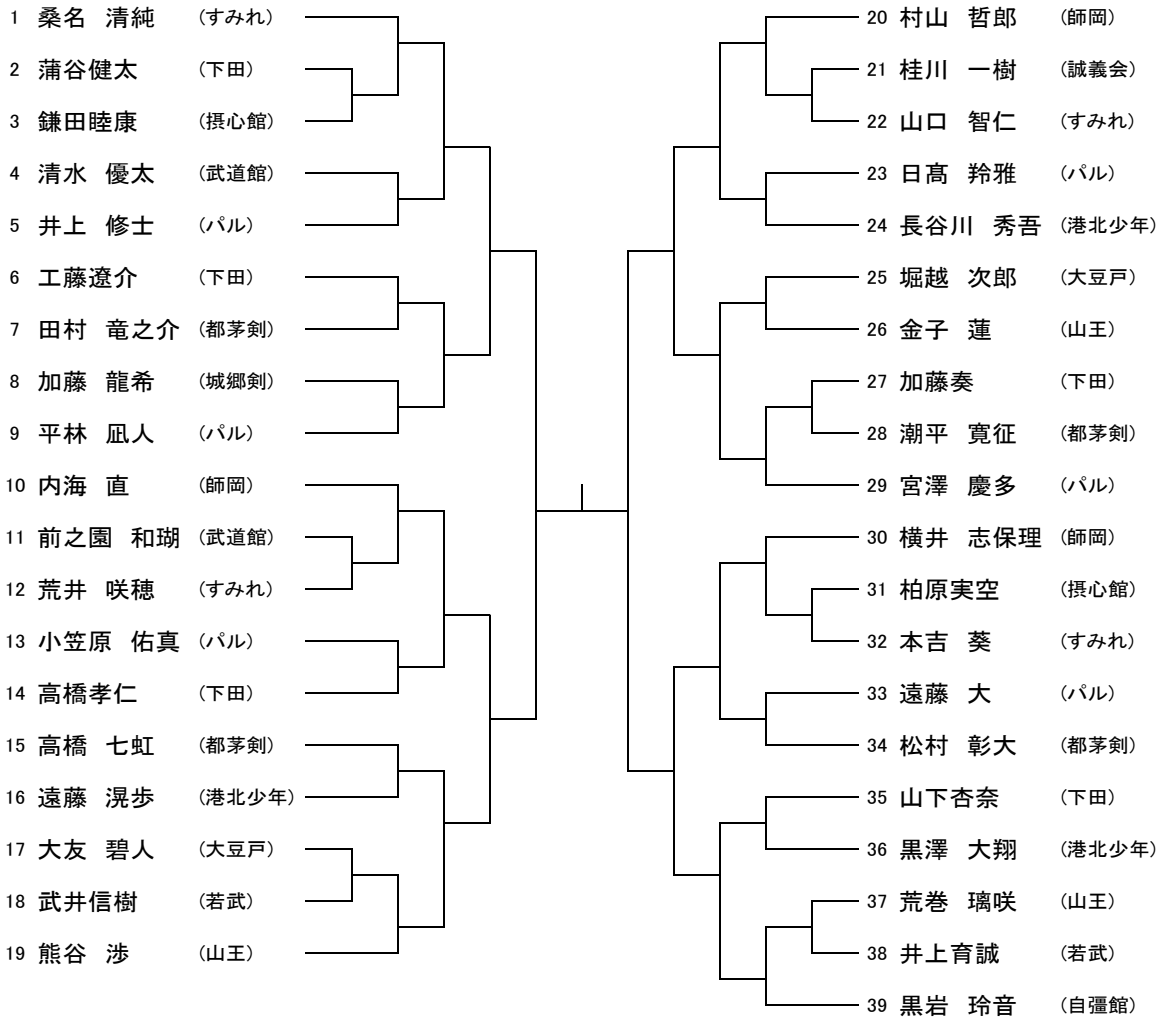 1 桑名 清純 (すみれ)
2 蒲谷健太 (下田)
3 鎌田睦康 (摂心館)
4 清水 優太 (武道館)
5 井上 修士 (パル)
6 工藤遼介 (下田)
7 田村 竜之介 (都茅剣)
8 加藤 龍希 (城郷剣)
9 平林 凪人 (パル)
10 内海 直 (師岡)
11 前之園 和瑚 (武道館)
12 荒井 咲穂 (すみれ)
13 小笠原 佑真 (パル)
14 高橋孝仁 (下田)
15 高橋 七虹 (都茅剣)
16 遠藤 滉歩 (港北少年)
17 大友 碧人 (大豆戸)
18 武井信樹 (若武)
19 熊谷 渉 (山王)
20 村山 哲郎 (師岡)
21 桂川 一樹 (誠義会)
22 山口 智仁 (すみれ)
23 日髙 羚雅 (パル)
24 長谷川 秀吾 (港北少年)
25 堀越 次郎 (大豆戸)
26 金子 蓮 (山王)
27 加藤奏 (下田)
28 潮平 寛征 (都茅剣)
29 宮澤 慶多 (パル)
30 横井 志保理 (師岡)
31 柏原実空 (摂心館)
32 本吉 葵 (すみれ)
33 遠藤 大 (パル)
34 松村 彰大 (都茅剣)
35 山下杏奈 (下田)
36 黒澤 大翔 (港北少年)
37 荒巻 璃咲 (山王)
38 井上育誠 (若武)
39 黒岩 玲音 (自彊館)